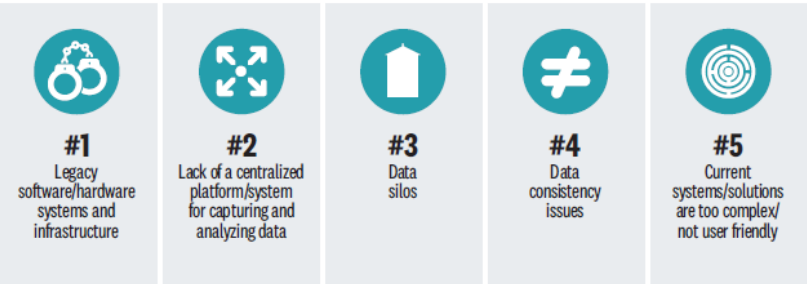 #1
Legacy
software/hardware
systems and
infrastructure
#2
Lack of a centralized
platform/system
for capturing and
analyzing data
#3
Data
silos
#4
Data
consistency
issues
#5
Current
systems/solutions
are too complex/
not user friendly